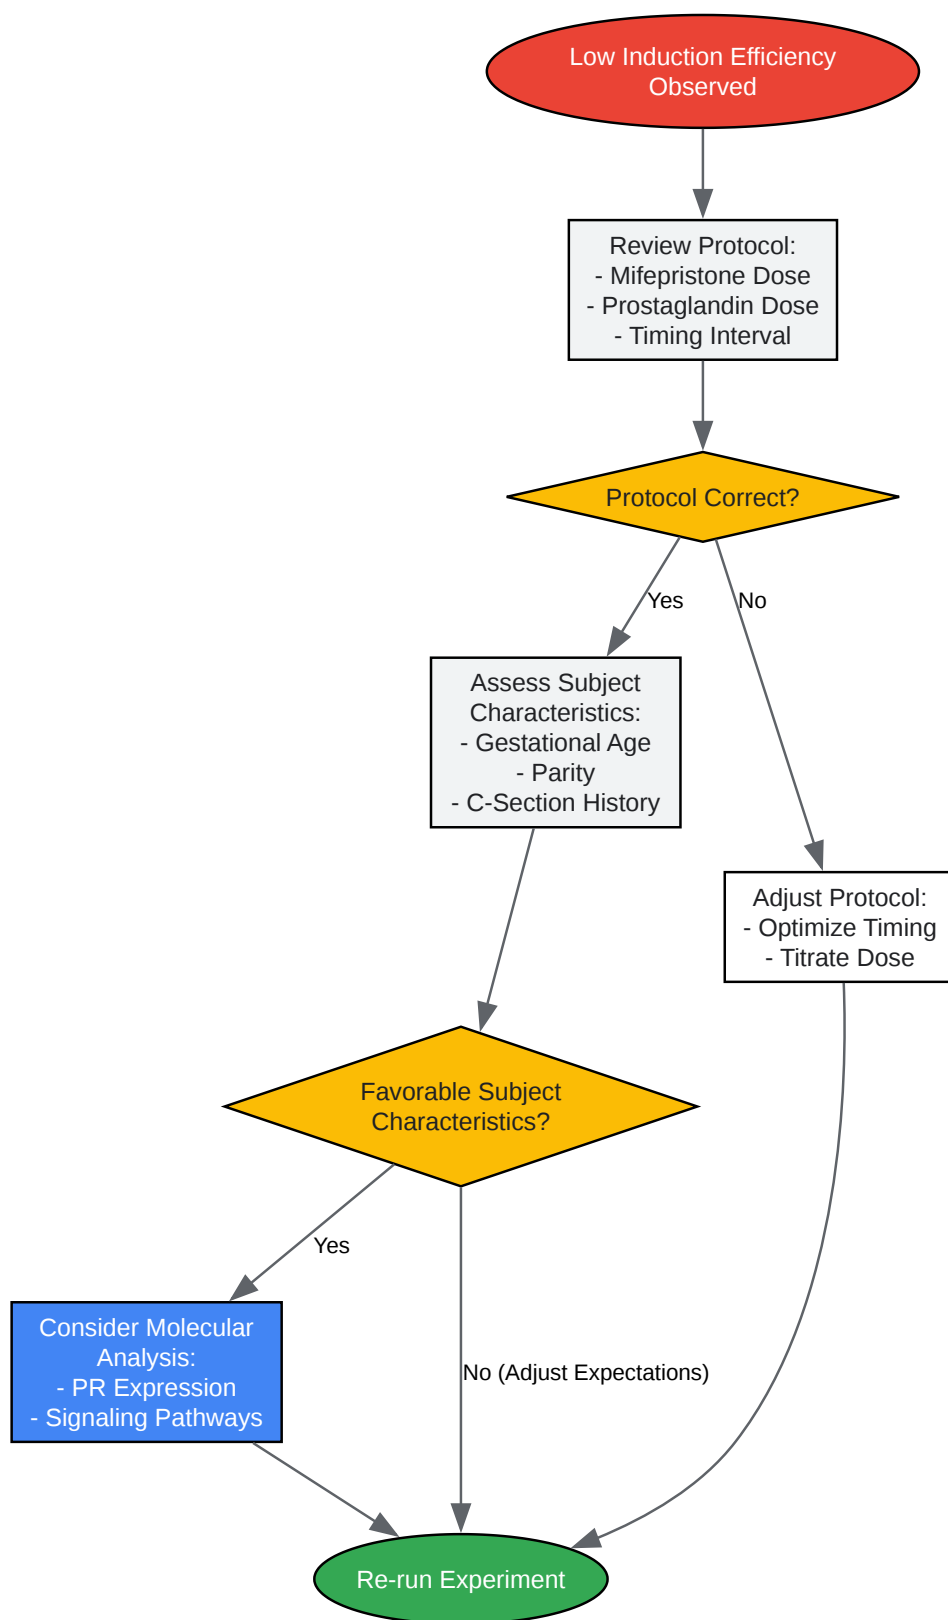 Low Induction Efficiency
Observed
Review Protocol:
- Mifepristone Dose
- Prostaglandin Dose
- Timing Interval
Protocol Correct?
Yes
No
Assess Subject
Characteristics:
- Gestational Age
- Parity
- C-Section History
Adjust Protocol:
- Optimize Timing
- Titrate Dose
Favorable Subject
Characteristics?
Yes
No (Adjust Expectations)
Consider Molecular
Analysis:
- PR Expression
- Signaling Pathways
Re-run Experiment